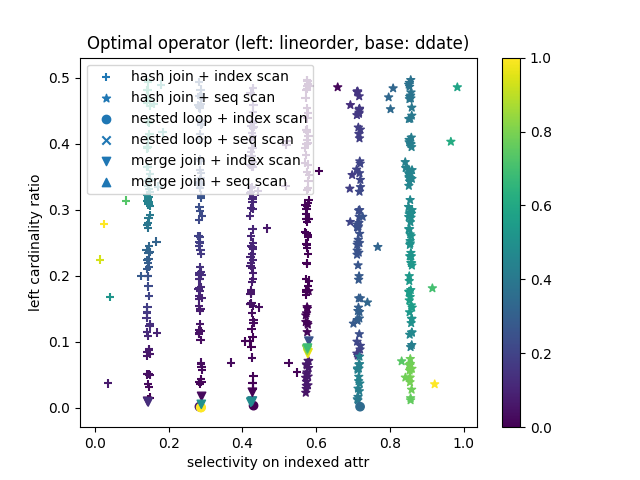 Optimal operator (left: lineorder, base: ddate)
hash join + index scan
hash join + seq scan
nested loop + index scan
nested loop + seq scan
merge join + index scan
merge join + seq scan
left cardinality ratio
0.5
0.4
0.3
0.2
0.1
0.0
0.0 0.2 0.4 0.6 0.8 1.0
selectivity on indexed attr
1.0
0.8
0.6
0.4
0.2
0.0